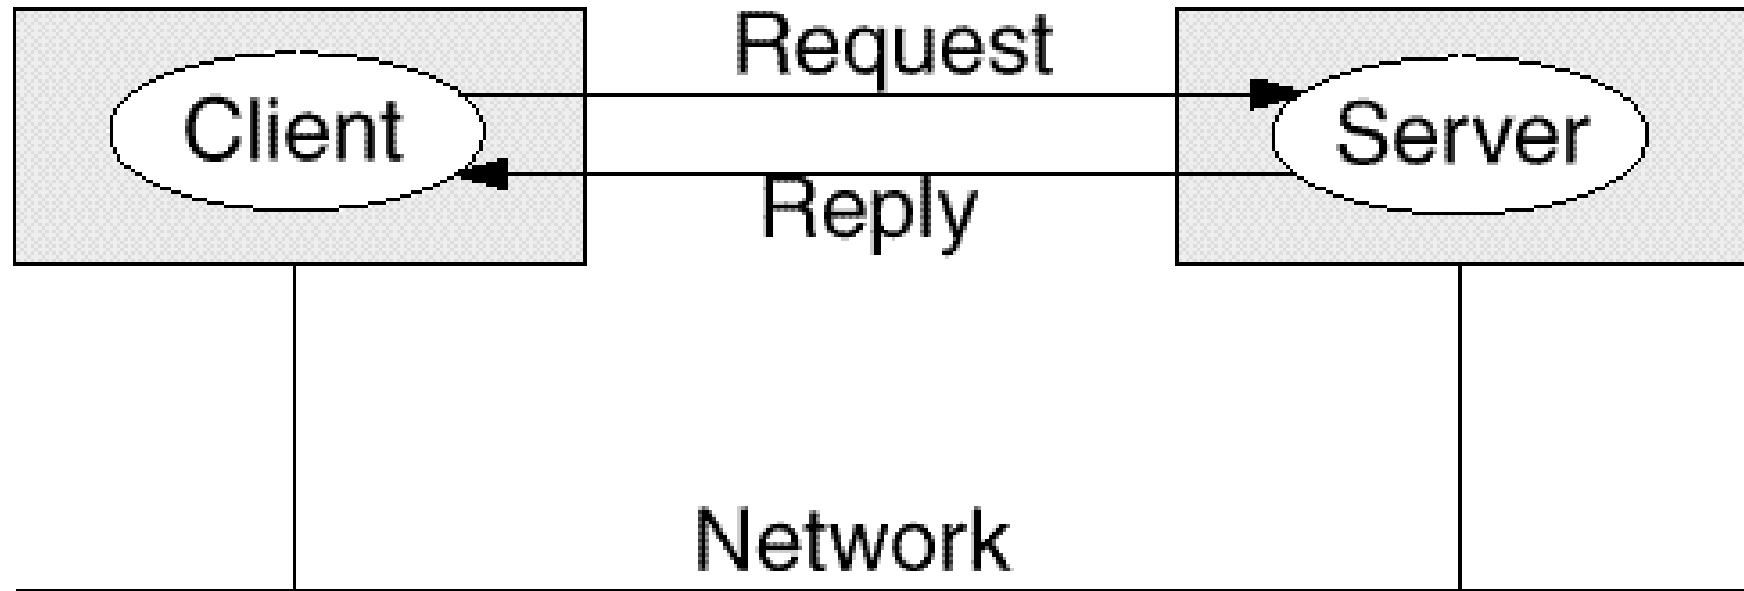 Request
Client
Server
Reply
Network